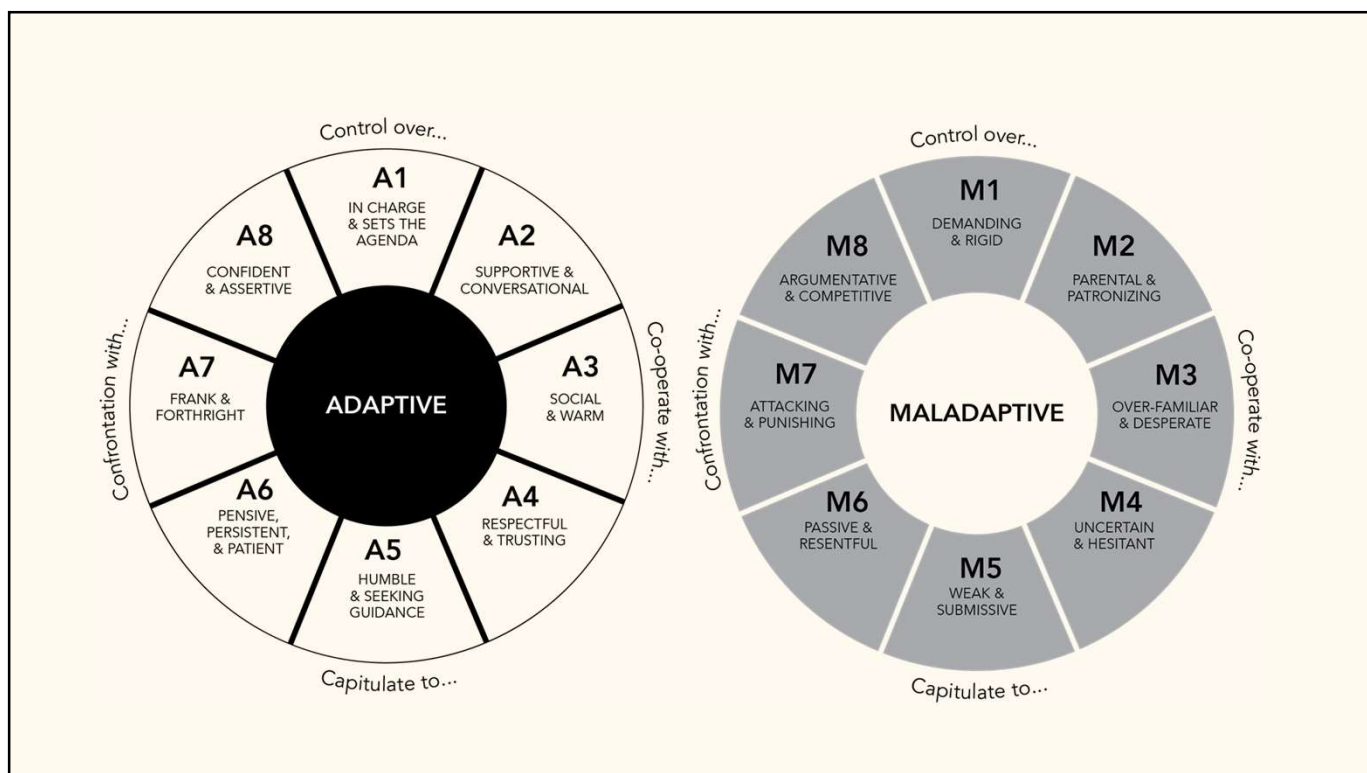 Control over...
A1
IN CHARGE
& SETS THE
AGENDA
A2
SUPPORTIVE &
CONVERSATIONAL
Co-operate with...
A3
SOCIAL
& WARM
A4
RESPECTFUL
& TRUSTING
A5
HUMBLE
& SEEKING
GUIDANCE
Capitulate to...
A6
PENSIVE,
PERSISTENT,
& PATIENT
A7
FRANK &
FORTHRIGHT
Confrontation with...
A8
CONFIDENT
& ASSERTIVE
ADAPTIVE
Control over...
M1
DEMANDING
& RIGID
M2
PARENTAL &
PATRONIZING
Co-operate with...
M3
OVER-FAMILIAR
& DESPERATE
M4
UNCERTAIN
& HESITANT
M5
WEAK &
SUBMISSIVE
Capitulate to...
M6
PASSIVE &
RESENTFUL
M7
ATTACKING
& PUNISHING
Confrontation with...
M8
ARGUMENTATIVE
& COMPETITIVE
MALADAPTIVE